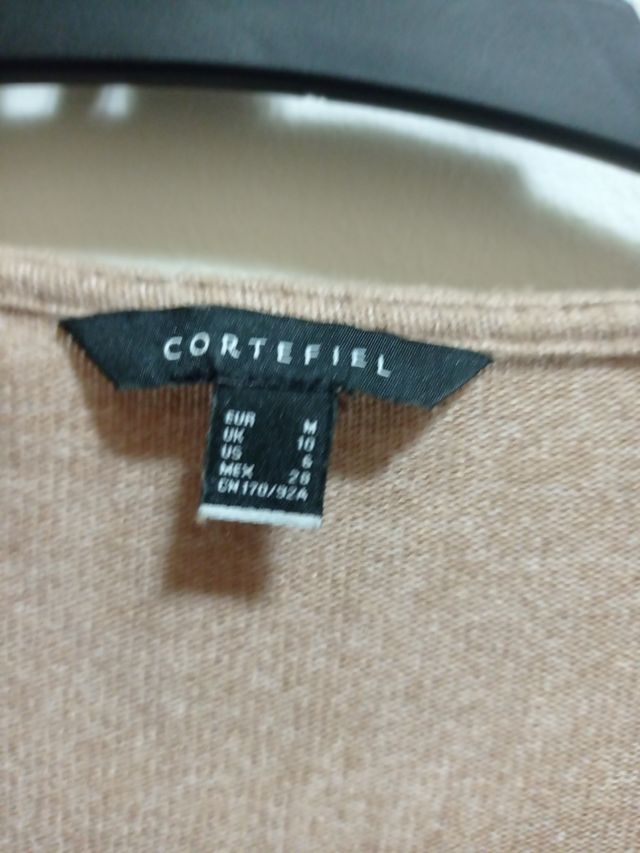 CORTEFIEL
EUR M
UK 10
US 6
MEX 28
CN 170/92A